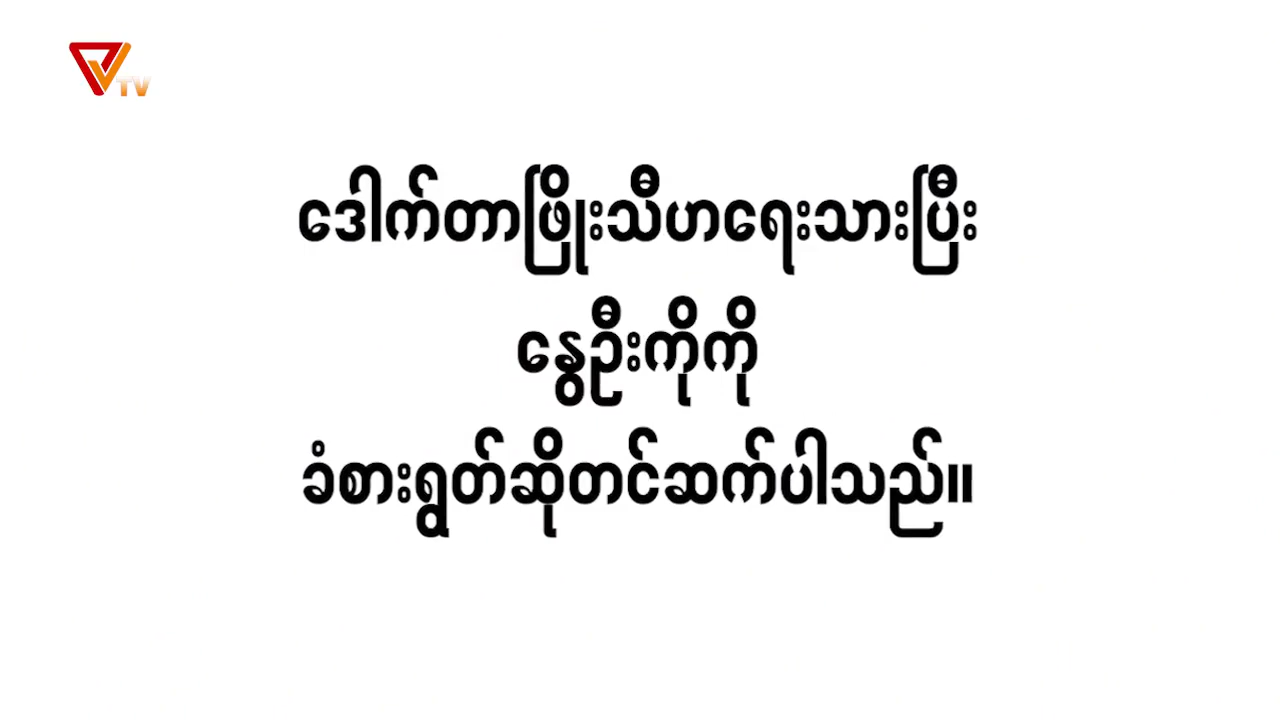 TV
ဒေါက်တာဖြိုးသီဟရေးသားပြီး
နွေဦးကိုကို
ခံစားရွတ်ဆိုတင်ဆက်ပါသည်။